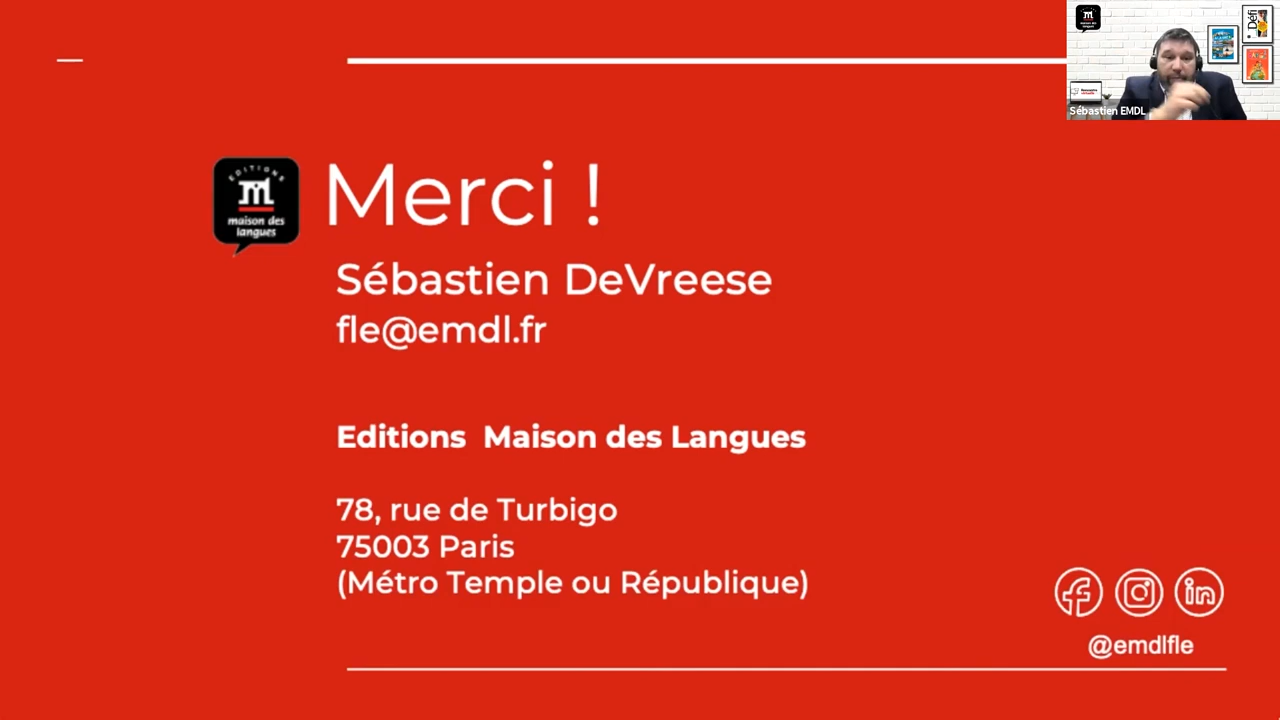 EDITIONS
maison des
langues
Merci !
Sébastien DeVreese
fle@emdl.fr
Editions Maison des Langues
78, rue de Turbigo
75003 Paris
(Métro Temple ou République)
@emdlfle
Défi
Sébastien EMDL